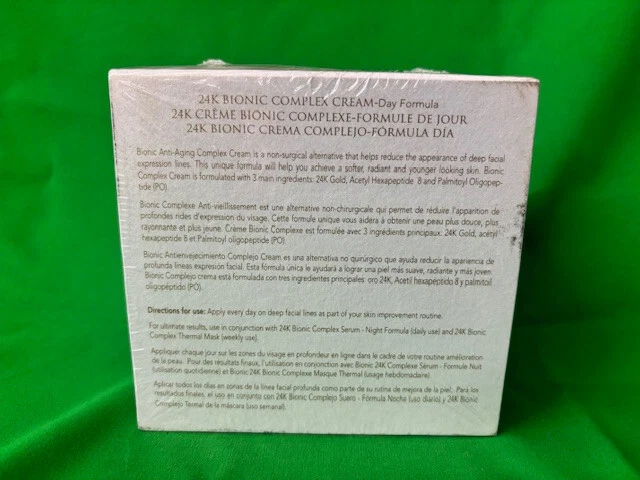 24K BIONIC COMPLEX CREAM-Day Formula
24K CRÈME BIONIC COMPLEXE-FORMULE DE JOUR
24K BIONIC CREMA COMPLEJO-FÓRMULA DÍA
Bionic Anti-Aging Complex Cream is a non-surgical alternative that helps reduce the appearance of deep facial
expression lines. This unique formula will help you achieve a softer, radiant and younger looking skin. Bionic
Complex Cream is formulated with 3 main ingredients: 24K Gold, Acetyl Hexapeptide 8 and Palmitoyl Oligopep-
tide (PO).
Bionic Complexe Anti-vieillissement est une alternative non-chirurgicale qui permet de réduire l'apparition de
profondes rides d'expression du visage. Cette formule unique vous aidera à obtenir une peau plus douce, plus
rayonnante et plus jeune. Crème Bionic Complexe est formulée avec 3 ingrédients principaux: 24K Gold, acetyl
hexapeptide 8 et Palmitoyl oligopeptide (PO).
Bionic Antienvejecimiento Complejo Cream es una alternativa no quirúrgico que ayuda reducir la apariencia de
profunda lineas expresión facial. Esta fórmula única le ayudará a lograr una piel más suave, radiante y más joven.
Bionic Complejo crema está formulada con tres ingredientes principales: oro 24K, Acetil hexapéptido 8 y palmitoil
oligopéptido (PO).
Directions for use: Apply every day on deep facial lines as part of your skin improvement routine.
For ultimate results, use in conjunction with 24K Bionic Complex Serum - Night Formula (daily use) and 24K Bionic
Complex Thermal Mask (weekly use).
Appliquer chaque jour sur les zones du visage en profondeur en ligne dans le cadre de votre routine amélioration
de la peau. Pour des résultats finaux, l'utilisation en conjonction avec Bionic 24K Complexe Sérum - Formule Nuit
(utilisation quotidienne) et Bionic 24K Bionic Complexe Masque Thermal (usage hebdomadaire).
Aplicar todos los días en zonas de la línea facial profunda como parte de su rutina de mejora de la piel. Para los
resultados finales, el uso en conjunto con 24K Bionic Complejo Suero - Fórmula Noche (uso diario) y 24K Bionic
Complejo Termal de la máscara (uso semanal).